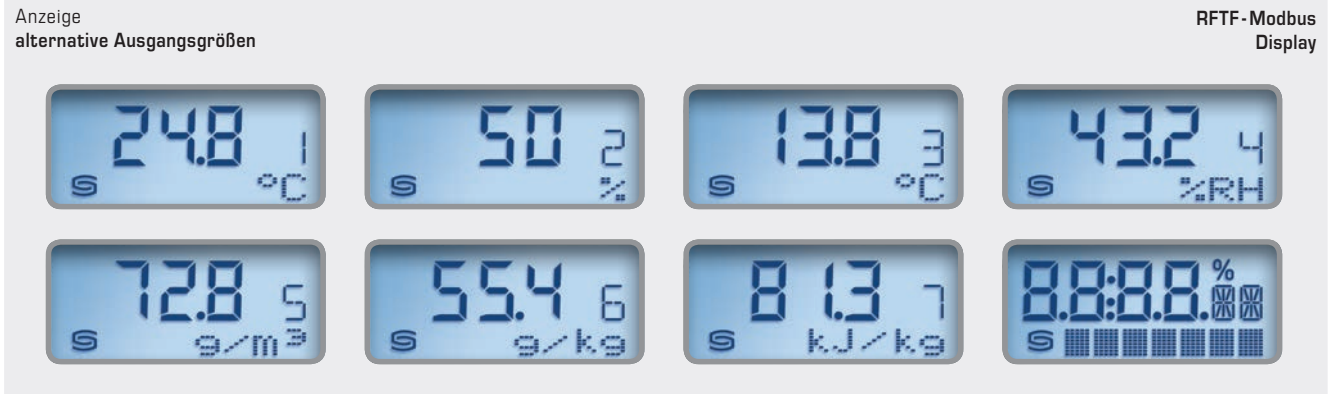 Anzeige
alternative Ausgangsgrößen
RFTF-Modbus
Display
24.8 1
°C
50 2
%
13.8 3
°C
43.2 4
%RH
72.8 5
g/m³
55.4 6
g/kg
81.3 7
kJ/kg
8.8:8.8. %